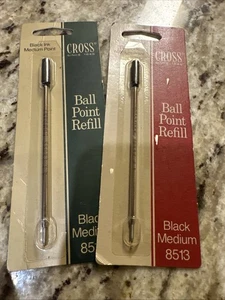 Black Ink
Medium Point
CROSS
Ball
Point
Refill
Black
Medium
851
CROSS
Ball
Point
Refill
Black
Medium
8513